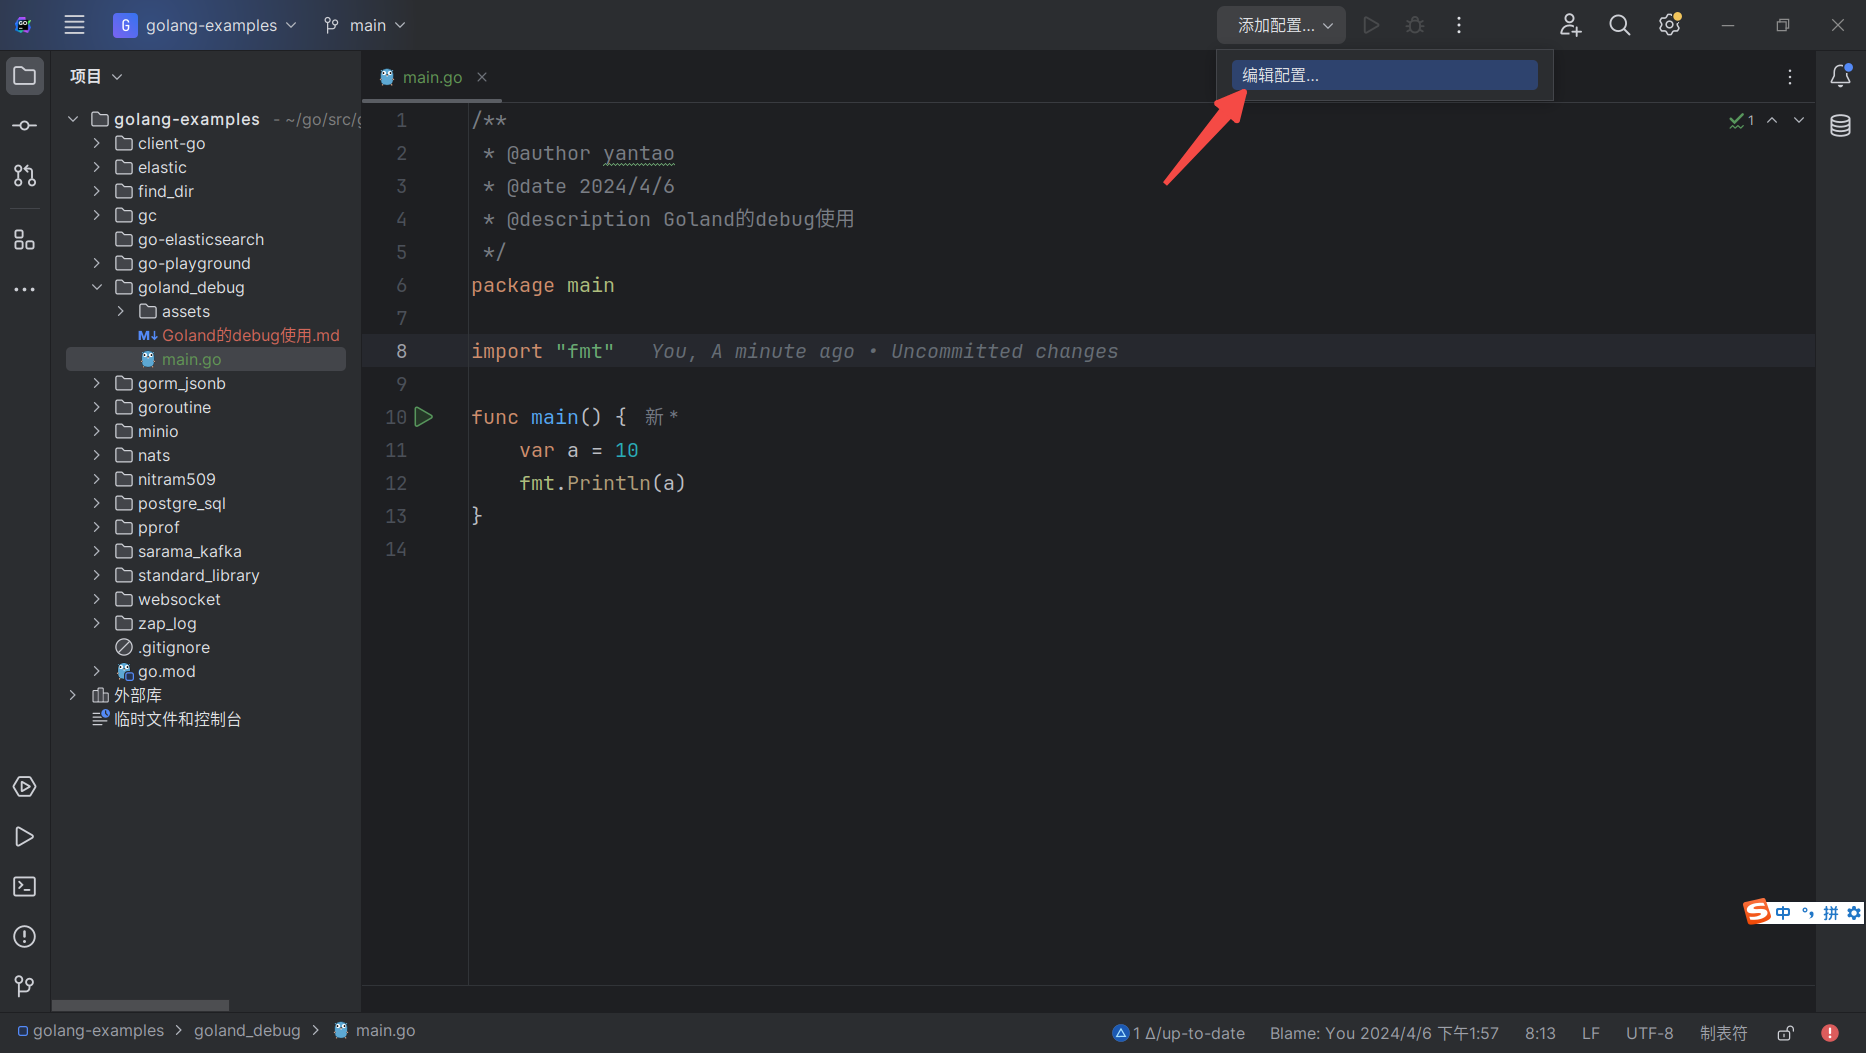 G golang-examples
main
添加配置...
编辑配置...
项目
main.go
golang-examples - ~/go/src/
client-go
elastic
find_dir
gc
go-elasticsearch
go-playground
goland_debug
assets
M↓ Goland的debug使用.md
main.go
gorm_jsonb
goroutine
minio
nats
nitram509
postgre_sql
pprof
sarama_kafka
standard_library
websocket
zap_log
.gitignore
go.mod
外部库
临时文件和控制台
1 /**
2 * @author yantao
3 * @date 2024/4/6
4 * @description Goland的debug使用
5 */
6 package main
7
8 import "fmt" You, A minute ago • Uncommitted changes
9
10 func main() { 新 *
11 var a = 10
12 fmt.Println(a)
13 }
14
1
中 °, 拼
golang-examples > goland_debug > main.go
1 Δ/up-to-date
Blame: You 2024/4/6 下午1:57
8:13
LF
UTF-8
制表符